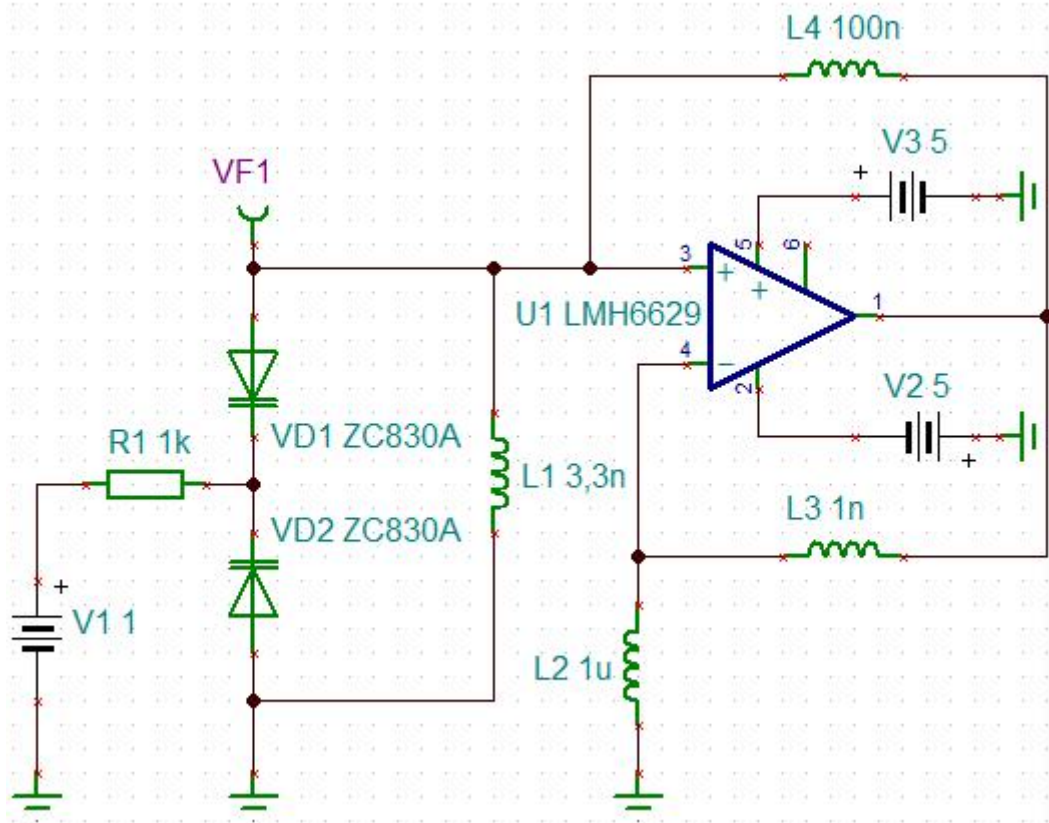 L4 100n
V3 5
+
VF1
3
5
6
+
+
U1 LMH6629
1
4
−
2
V2 5
+
R1 1k
VD1 ZC830A
L1 3,3n
L3 1n
VD2 ZC830A
+
V1 1
L2 1u